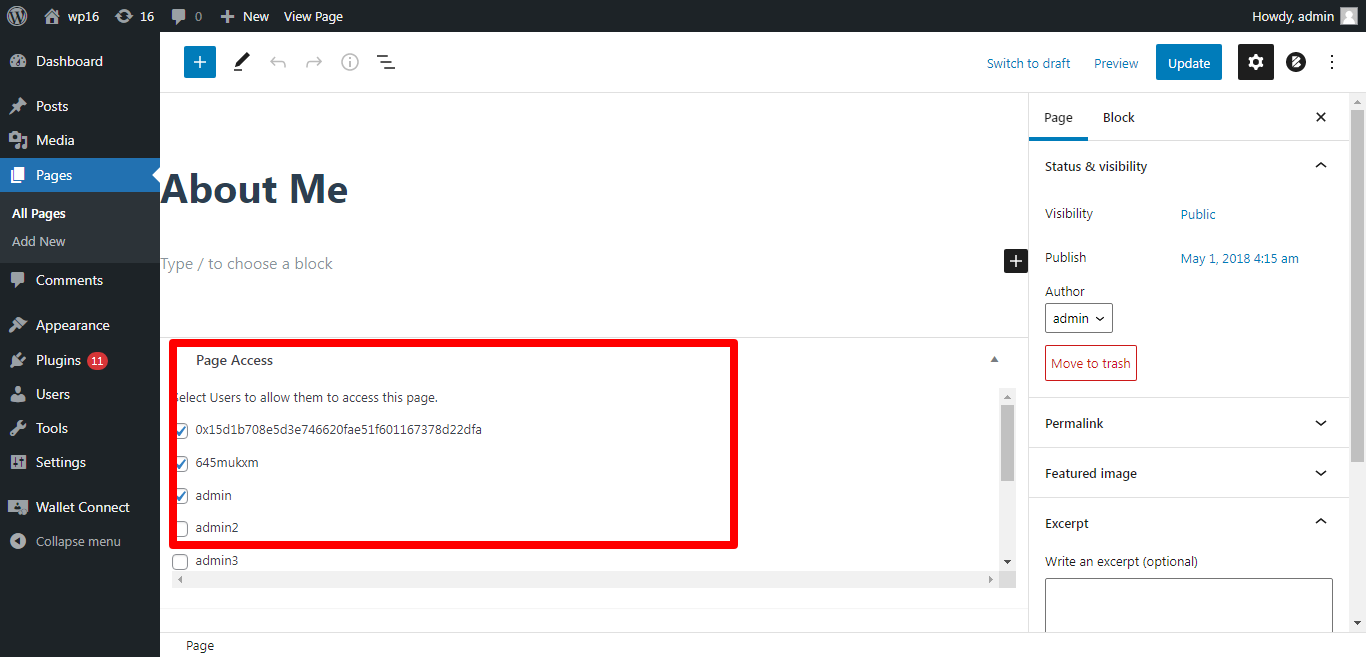 wp16 16 0 New View Page Howdy, admin
Dashboard
Posts
Media
Pages
All Pages
Add New
Comments
Appearance
Plugins 11
Users
Tools
Settings
Wallet Connect
Collapse menu
Switch to draft Preview Update
About Me
Type / to choose a block
Page Access
Select Users to allow them to access this page.
0x15d1b708e5d3e746620fae51f601167378d22dfa
645mukxm
admin
admin2
admin3
Page
Page Block
Status & visibility
Visibility Public
Publish May 1, 2018 4:15 am
Author
admin
Move to trash
Permalink
Featured image
Excerpt
Write an excerpt (optional)